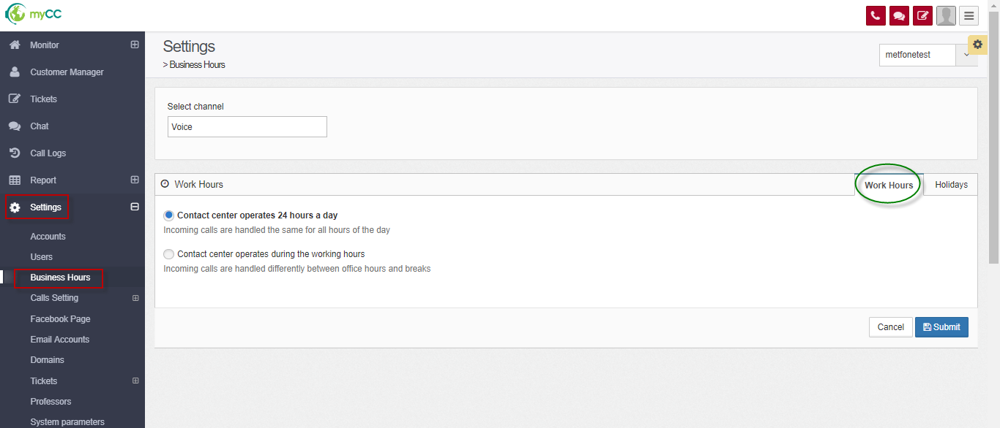 myCC
Monitor
Customer Manager
Tickets
Chat
Call Logs
Report
Settings
Accounts
Users
Business Hours
Calls Setting
Facebook Page
Email Accounts
Domains
Tickets
Professors
System parameters
Settings
> Business Hours
metfonetest
Select channel
Voice
Work Hours
Work Hours
Holidays
Contact center operates 24 hours a day
Incoming calls are handled the same for all hours of the day
Contact center operates during the working hours
Incoming calls are handled differently between office hours and breaks
Cancel
Submit